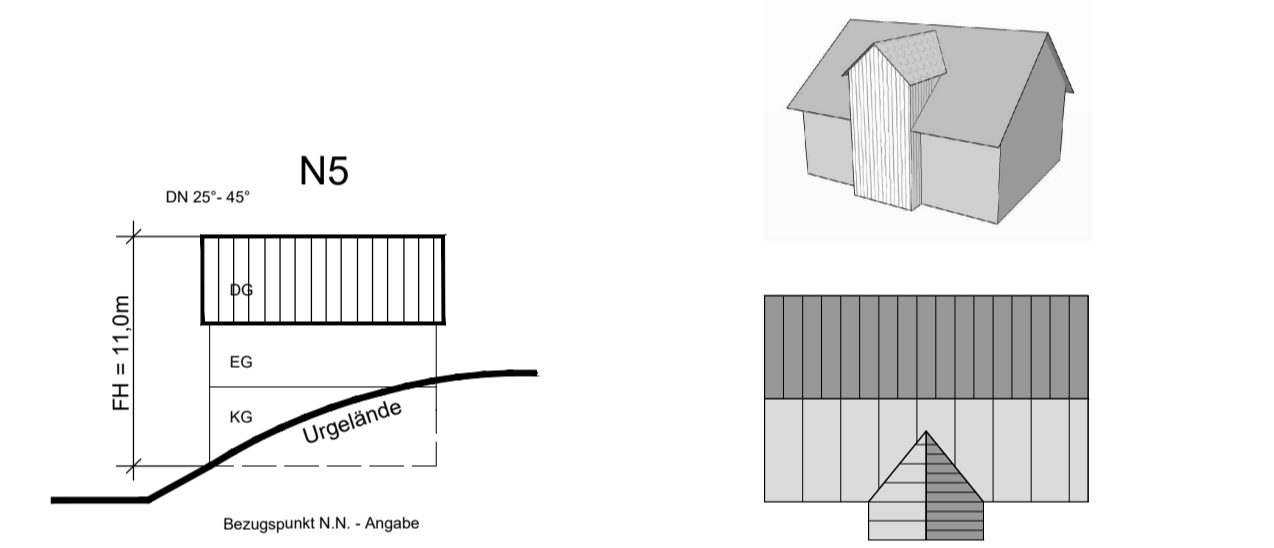 N5
DN 25°- 45°
DG
FH = 11,0m
EG
KG
Urgelände
Bezugspunkt N.N. - Angabe